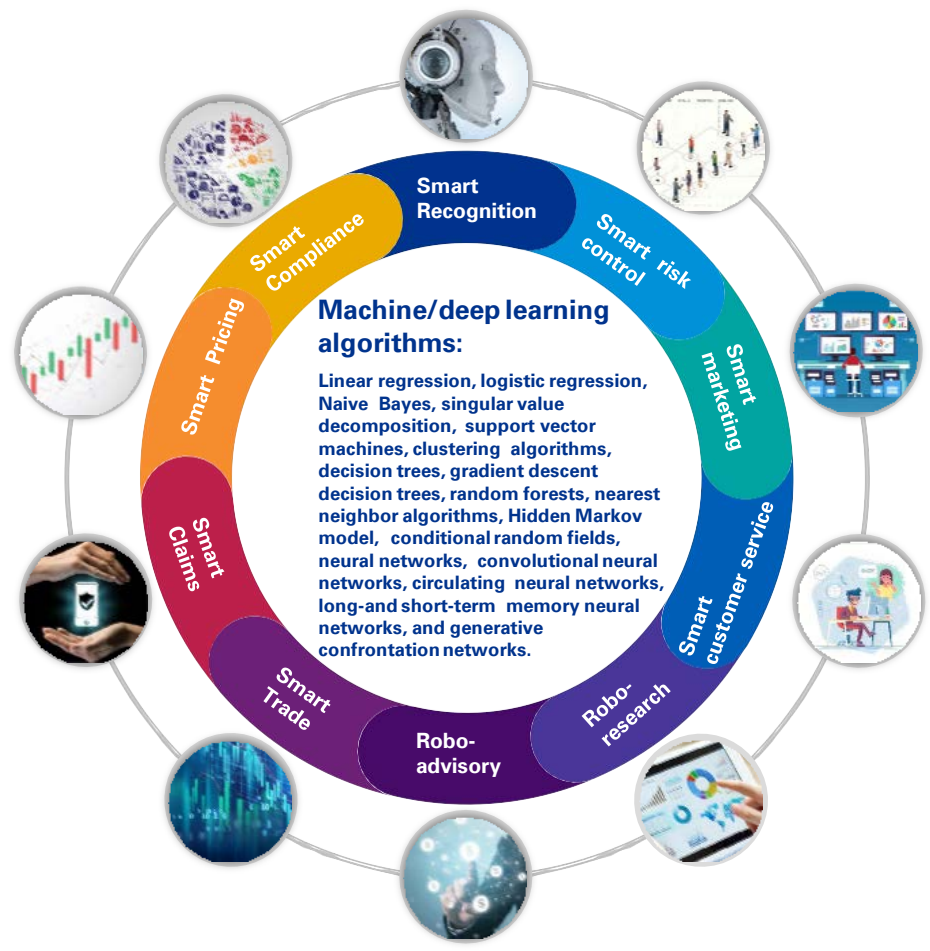 Smart
Recognition
Smart risk
control
Smart
marketing
Smart
customer service
Robo-
research
Robo-
advisory
Smart
Trade
Smart
Claims
Smart Pricing
Smart
Compliance
Machine/deep learning
algorithms:
Linear regression, logistic regression,
Naive Bayes, singular value
decomposition, support vector
machines, clustering algorithms,
decision trees, gradient descent
decision trees, random forests, nearest
neighbor algorithms, Hidden Markov
model, conditional random fields,
neural networks, convolutional neural
networks, circulating neural networks,
long-and short-term memory neural
networks, and generative
confrontation networks.